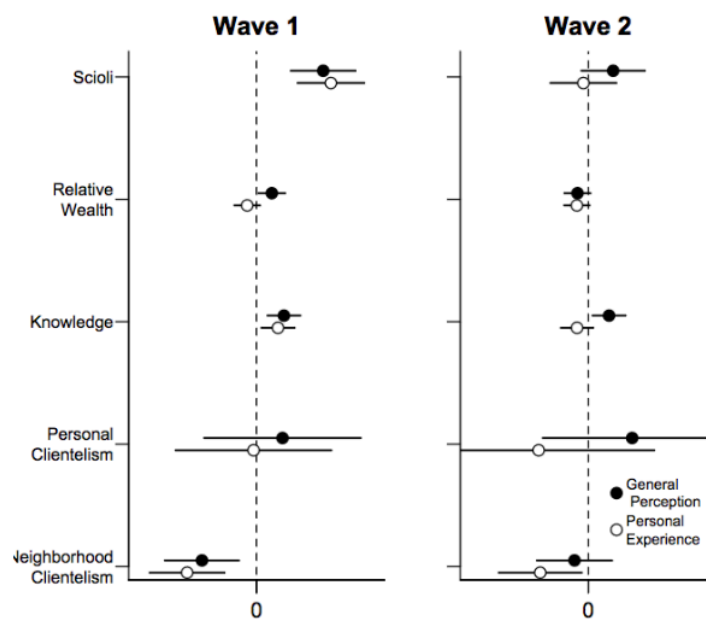 Wave 1
Wave 2
Scioli
Relative
Wealth
Knowledge
Personal
Clientelism
General
Perception
Personal
Experience
Neighborhood
Clientelism
0
0